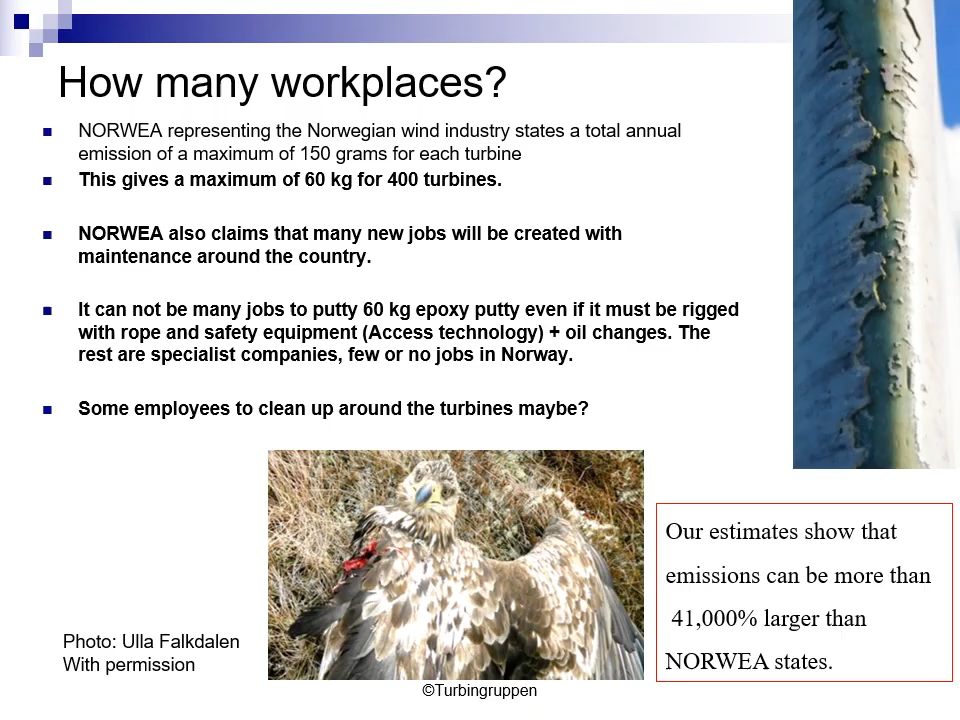 How many workplaces?
NORWEA representing the Norwegian wind industry states a total annual
emission of a maximum of 150 grams for each turbine
This gives a maximum of 60 kg for 400 turbines.
NORWEA also claims that many new jobs will be created with
maintenance around the country.
It can not be many jobs to putty 60 kg epoxy putty even if it must be rigged
with rope and safety equipment (Access technology) + oil changes. The
rest are specialist companies, few or no jobs in Norway.
Some employees to clean up around the turbines maybe?
Our estimates show that
emissions can be more than
41,000% larger than
NORWEA states.
Photo: Ulla Falkdalen
With permission
©Turbingruppen